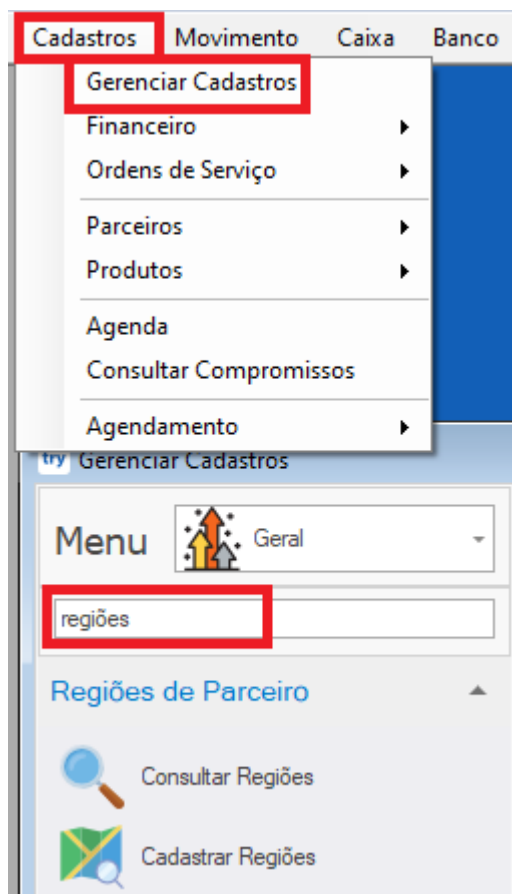 Cadastros Movimento Caixa Banco
Gerenciar Cadastros
Financeiro
Ordens de Serviço
Parceiros
Produtos
Agenda
Consultar Compromissos
Agendamento
try Gerenciar Cadastros
Menu Geral
regiões
Regiões de Parceiro
Consultar Regiões
Cadastrar Regiões